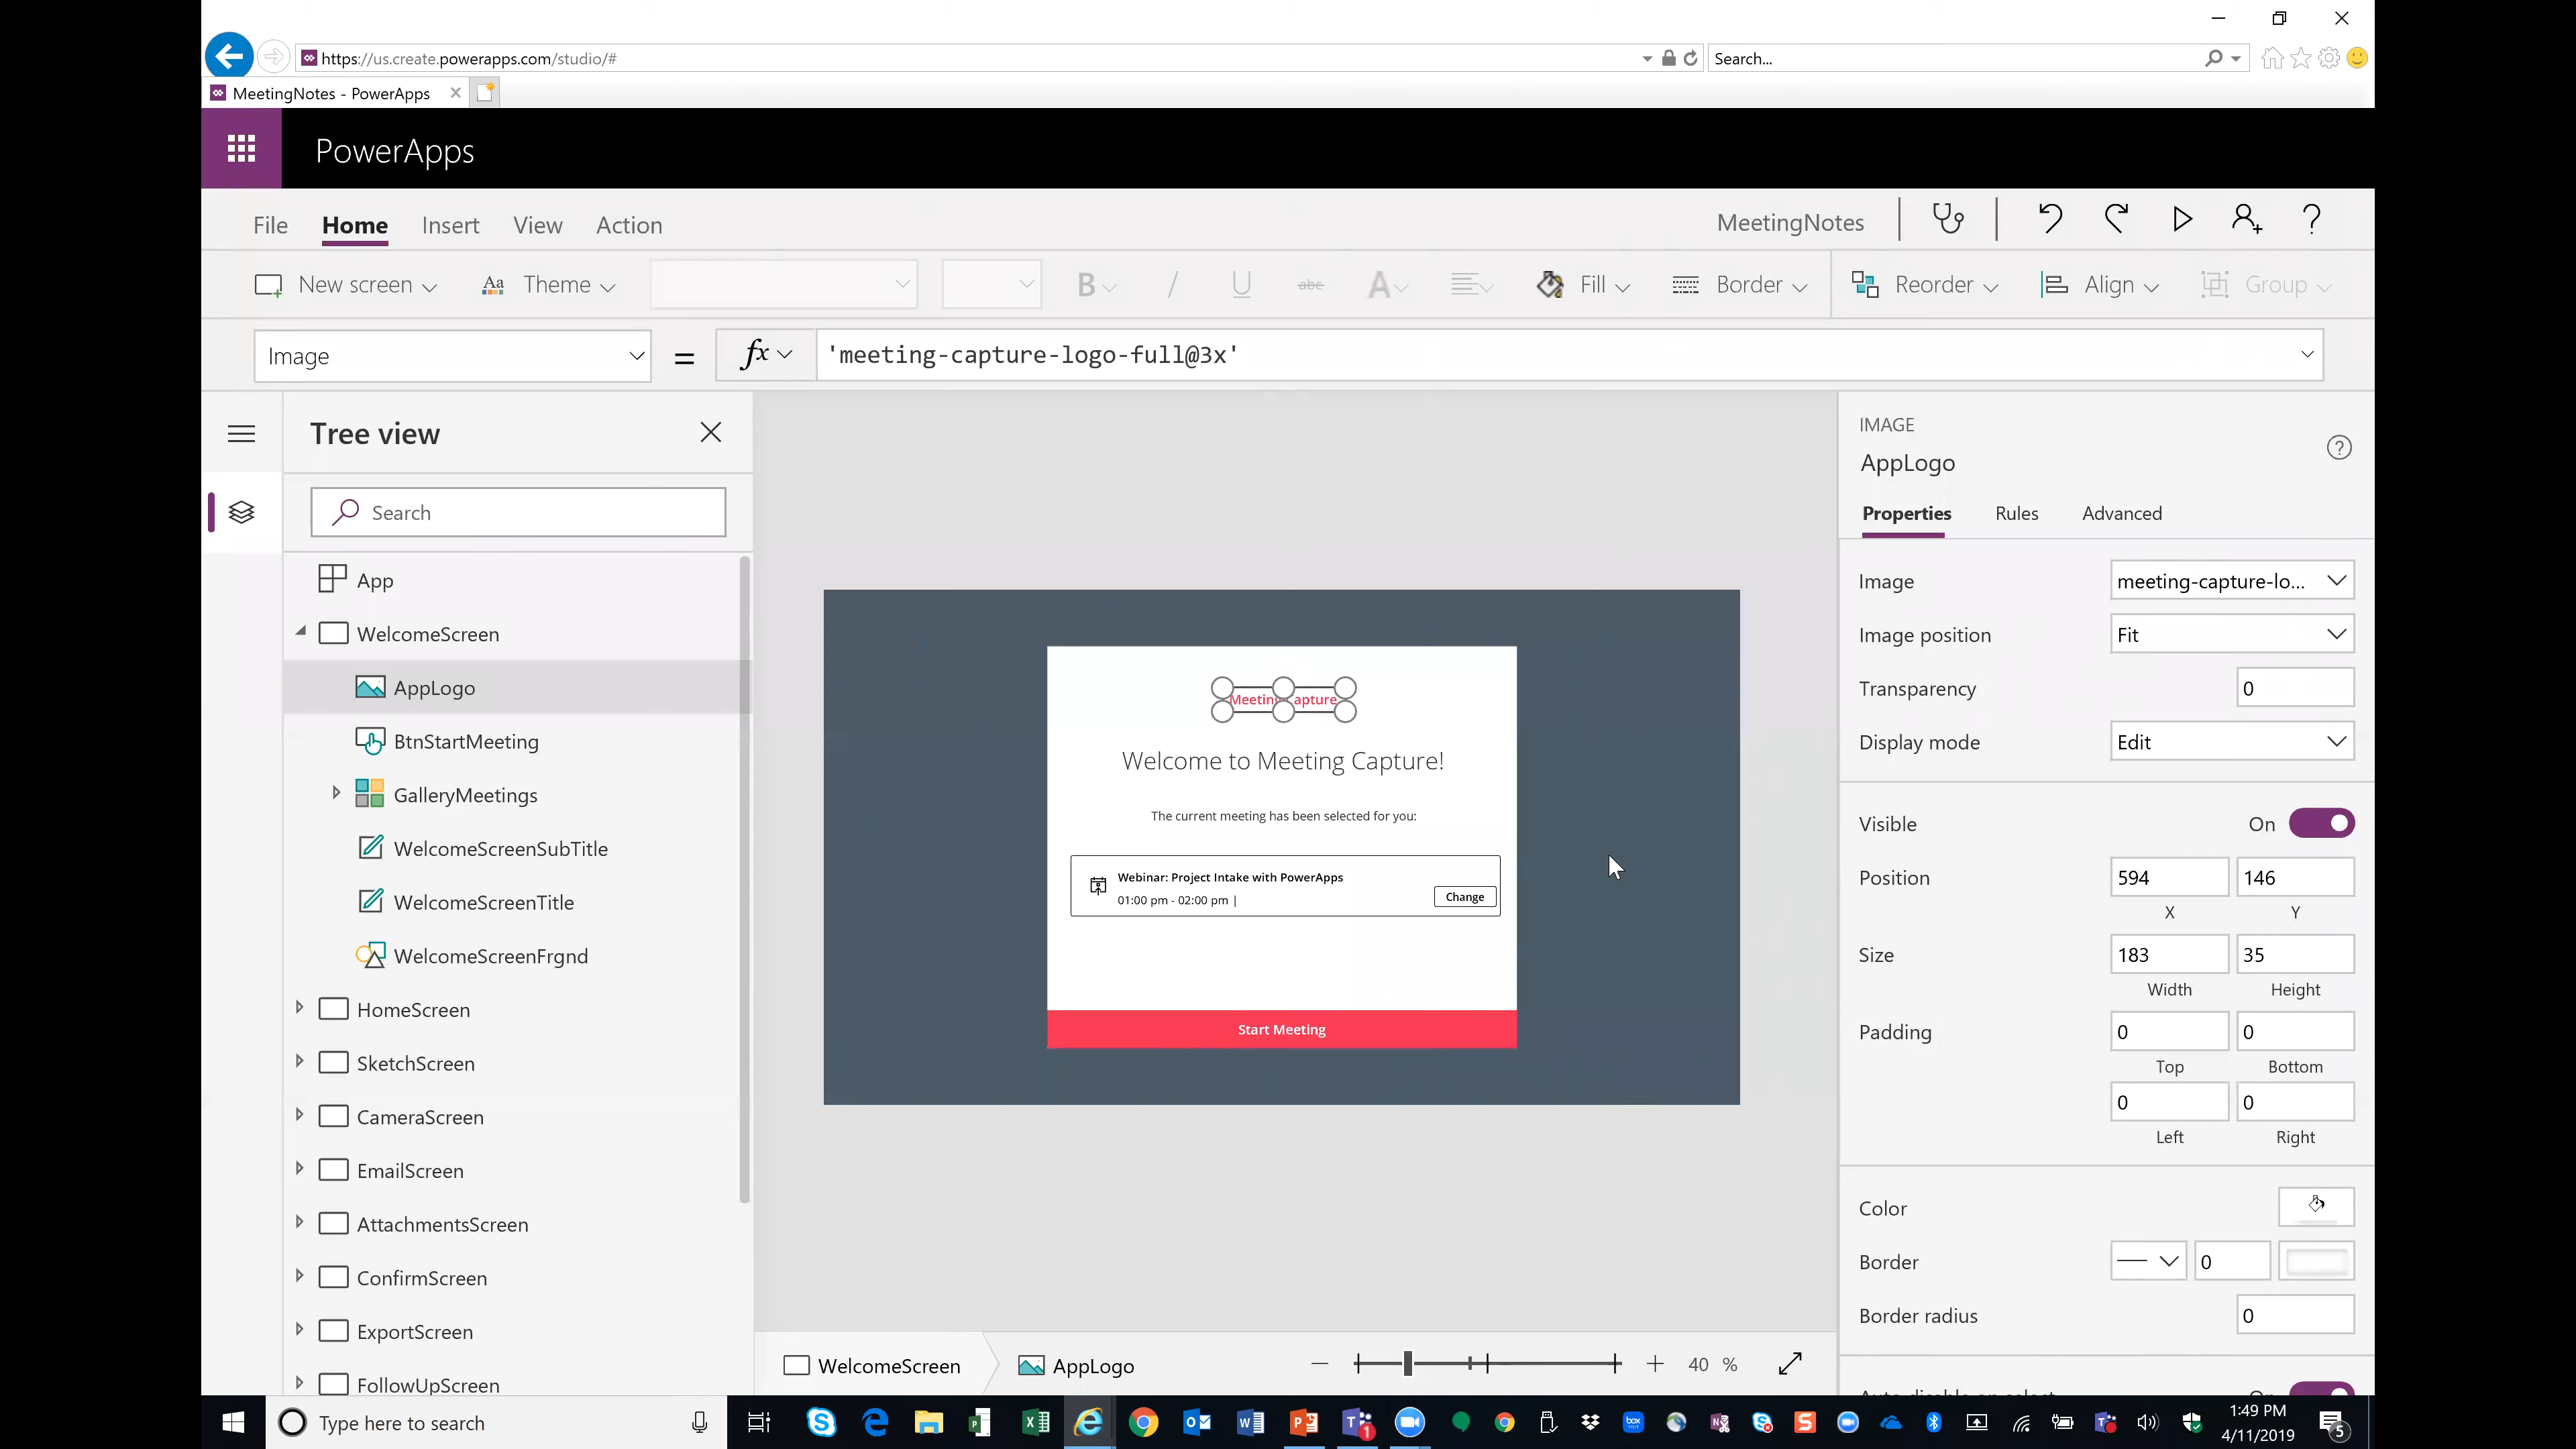 https://us.create.powerapps.com/studio/#
Search...
MeetingNotes - PowerApps
PowerApps
File Home Insert View Action
MeetingNotes
New screen Aa Theme B / U abc A Fill Border Reorder Align Group
Image = fx 'meeting-capture-logo-full@3x'
Tree view
Search
App
WelcomeScreen
AppLogo
BtnStartMeeting
GalleryMeetings
WelcomeScreenSubTitle
WelcomeScreenTitle
WelcomeScreenFrgnd
HomeScreen
SketchScreen
CameraScreen
EmailScreen
AttachmentsScreen
ConfirmScreen
ExportScreen
FollowUpScreen
Meeting apture
Welcome to Meeting Capture!
The current meeting has been selected for you:
Webinar: Project Intake with PowerApps
01:00 pm - 02:00 pm |
Change
Start Meeting
WelcomeScreen
AppLogo
40 %
IMAGE
AppLogo
Properties Rules Advanced
Image meeting-capture-lo...
Image position Fit
Transparency 0
Display mode Edit
Visible On
Position 594 146
X Y
Size 183 35
Width Height
Padding 0 0
Top Bottom
0 0
Left Right
Color
Border 0
Border radius 0
Type here to search
1:49 PM
4/11/2019
5